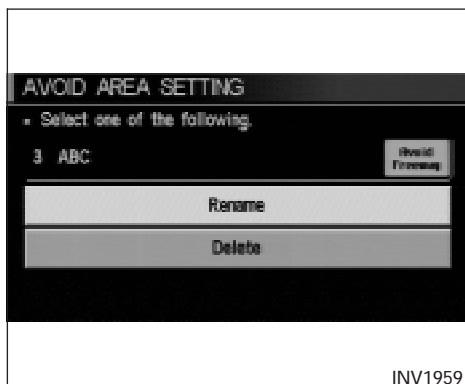 AVOID AREA SETTING
• Select one of the following.
3 ABC
Avoid
Freeway
Rename
Delete
INV1959